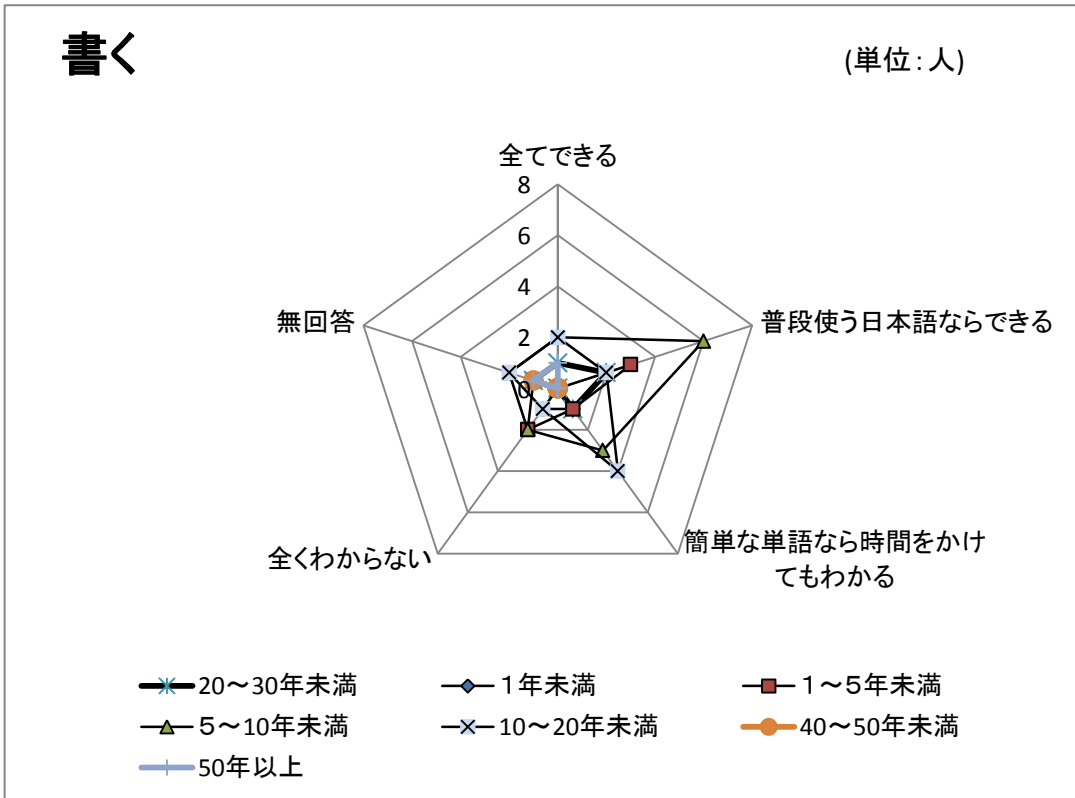 書く
(単位：人)
全てできる
8
6
4
2
0
普段使う日本語ならできる
無回答
簡単な単語なら時間をかけ
てもわかる
全くわからない
20～30年未満
１年未満
１～５年未満
５～10年未満
10～20年未満
40～50年未満
50年以上